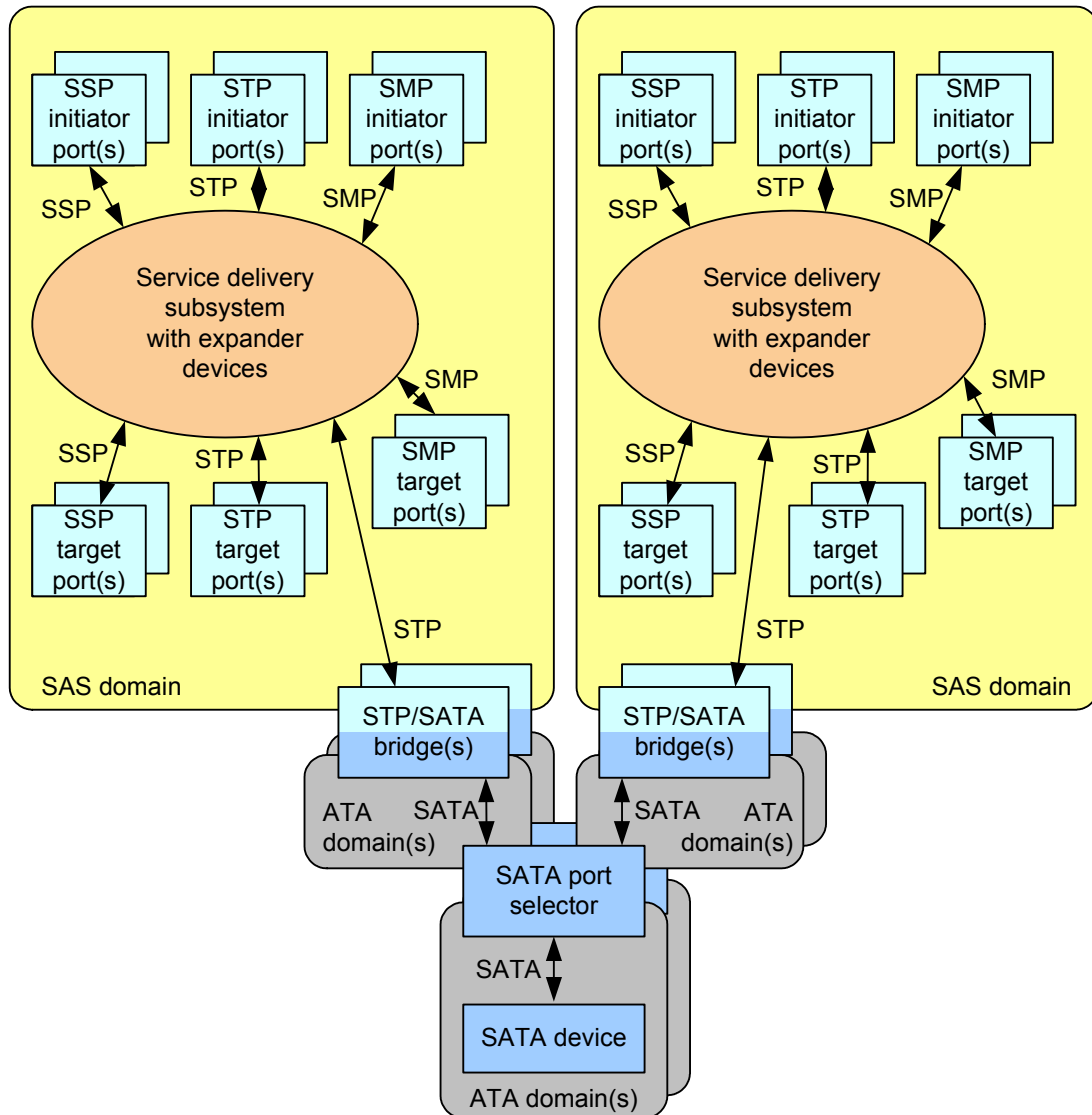 SSP
initiator
port(s)
STP
initiator
port(s)
SMP
initiator
port(s)
SSP
STP
SMP
Service delivery
subsystem
with expander
devices
SMP
SSP
STP
SMP
target
port(s)
SSP
target
port(s)
STP
target
port(s)
STP
SAS domain
SSP
initiator
port(s)
STP
initiator
port(s)
SMP
initiator
port(s)
SSP
STP
SMP
Service delivery
subsystem
with expander
devices
SMP
SSP
STP
SMP
target
port(s)
SSP
target
port(s)
STP
target
port(s)
STP
SAS domain
STP/SATA
bridge(s)
STP/SATA
bridge(s)
ATA
domain(s)
SATA
SATA
ATA
domain(s)
SATA port
selector
SATA
SATA device
ATA domain(s)